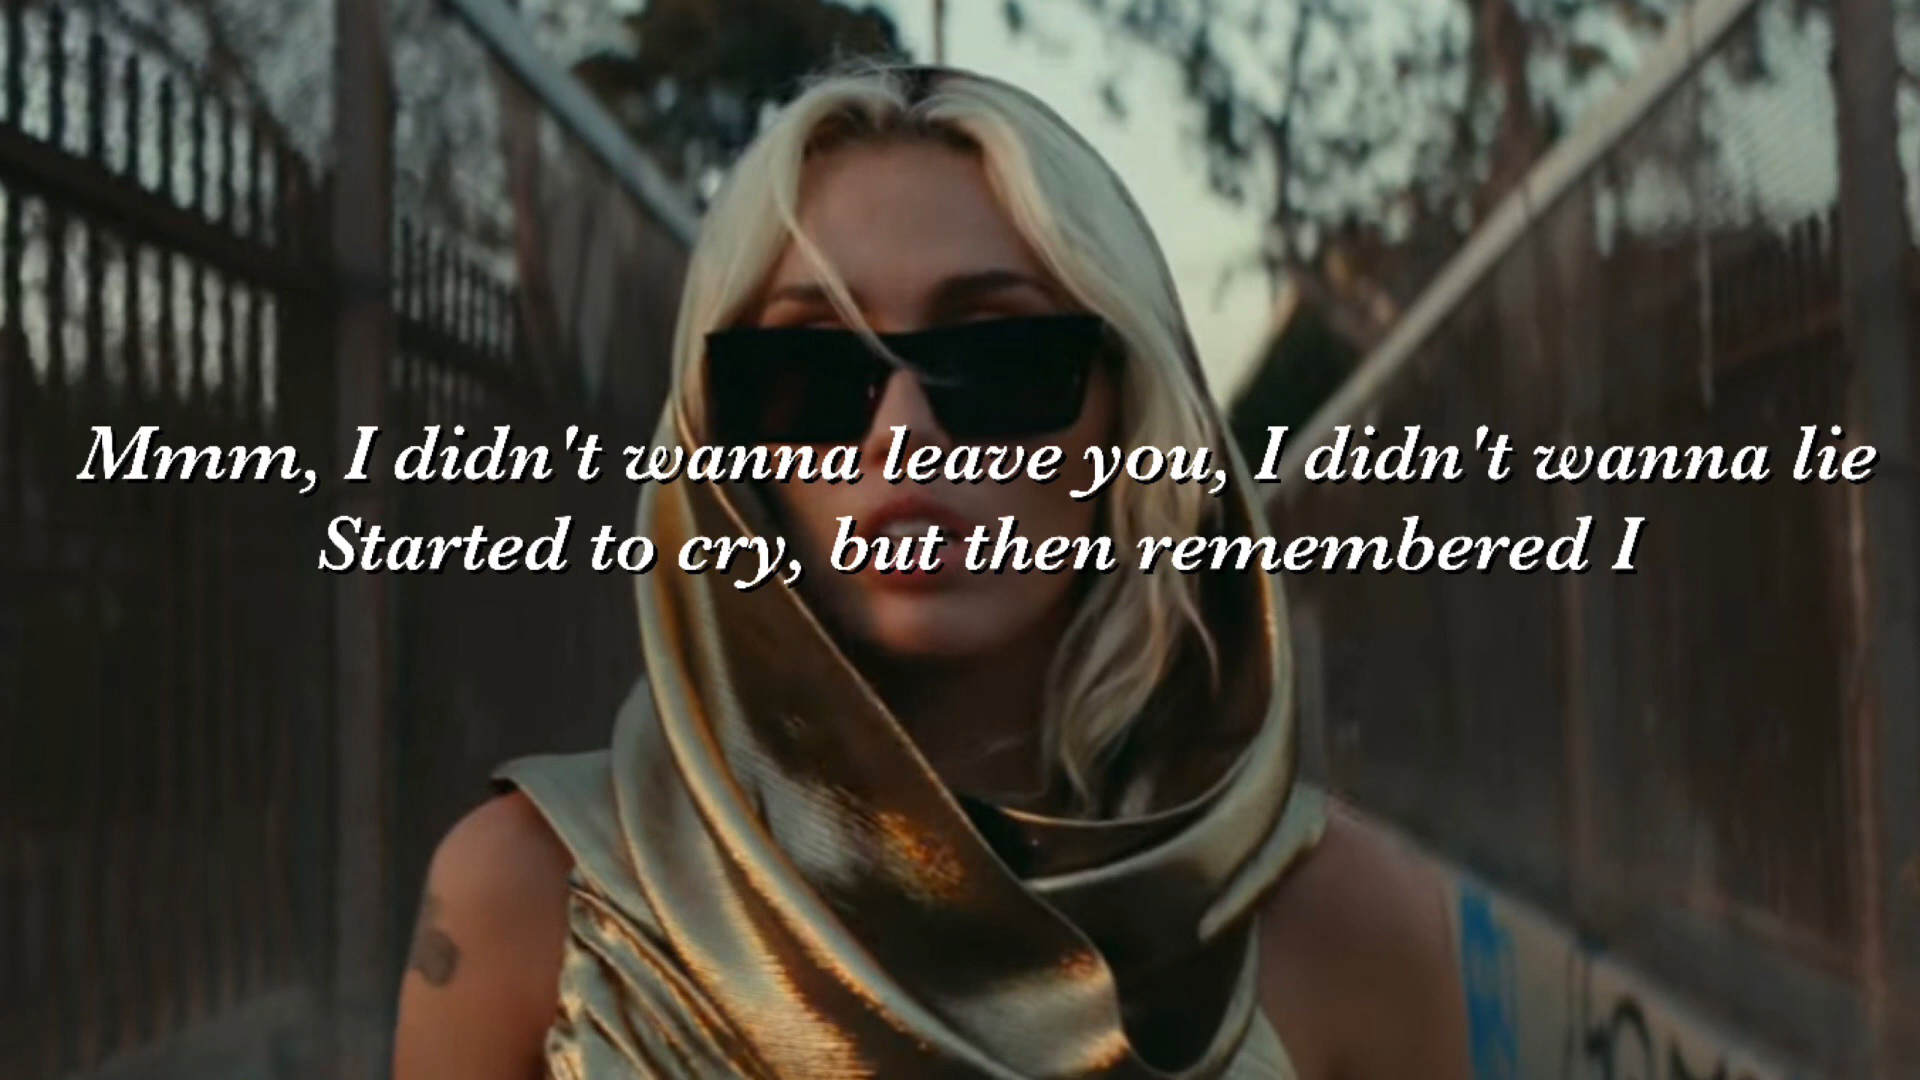 Mmm, I didn't wanna leave you, I didn't wanna lie
Started to cry, but then remembered I